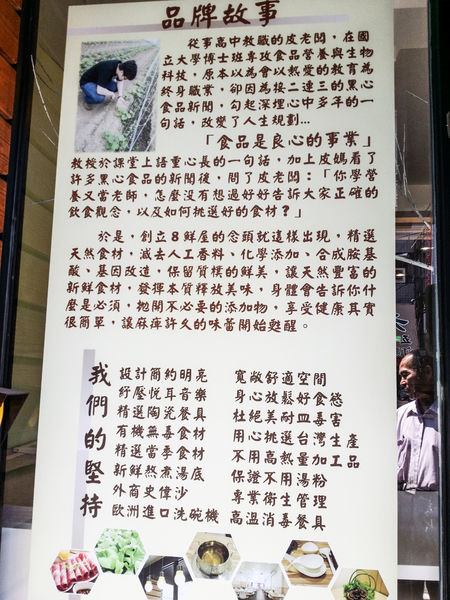 品牌故事
從事高中教職的皮老闆，在國
立大學博士班專攻食品營養與生物
科技，原本以為會以熱愛的教育為
終身職業，卻因為接二連三的黑心
食品新聞，勾起深埋心中多年的一
句話，改變了人生規劃...
「食品是良心的事業」
教授於課堂上語重心長的一句話，加上皮媽看了
許多黑心食品的新聞後，問了皮老闆：「你學營
養又當老師，怎麼沒有想過好好告訴大家正確的
飲食觀念，以及如何挑選好的食材？」
於是，創立8鮮屋的念頭就這樣出現，精選
天然食材，減去人工香料、化學添加、合成胺基
酸、基因改造，保留質樸的鮮美，讓天然豐富的
新鮮食材，發揮本質釋放美味，身體會告訴你什
麼是必須，拋開不必要的添加物，享受健康其實
很簡單，讓麻痺許久的味蕾開始甦醒。
我們的堅持
設計簡約明亮
紓壓悅耳音樂
精選陶瓷餐具
有機無毒食材
精選當季食材
新鮮熬煮湯底
外商史偉沙
歐洲進口洗碗機
寬敞舒適空間
身心放鬆好食慾
杜絕美耐皿毒害
用心挑選台灣生產
不用高熱量加工品
保證不用湯粉
專業衛生管理
高溫消毒餐具